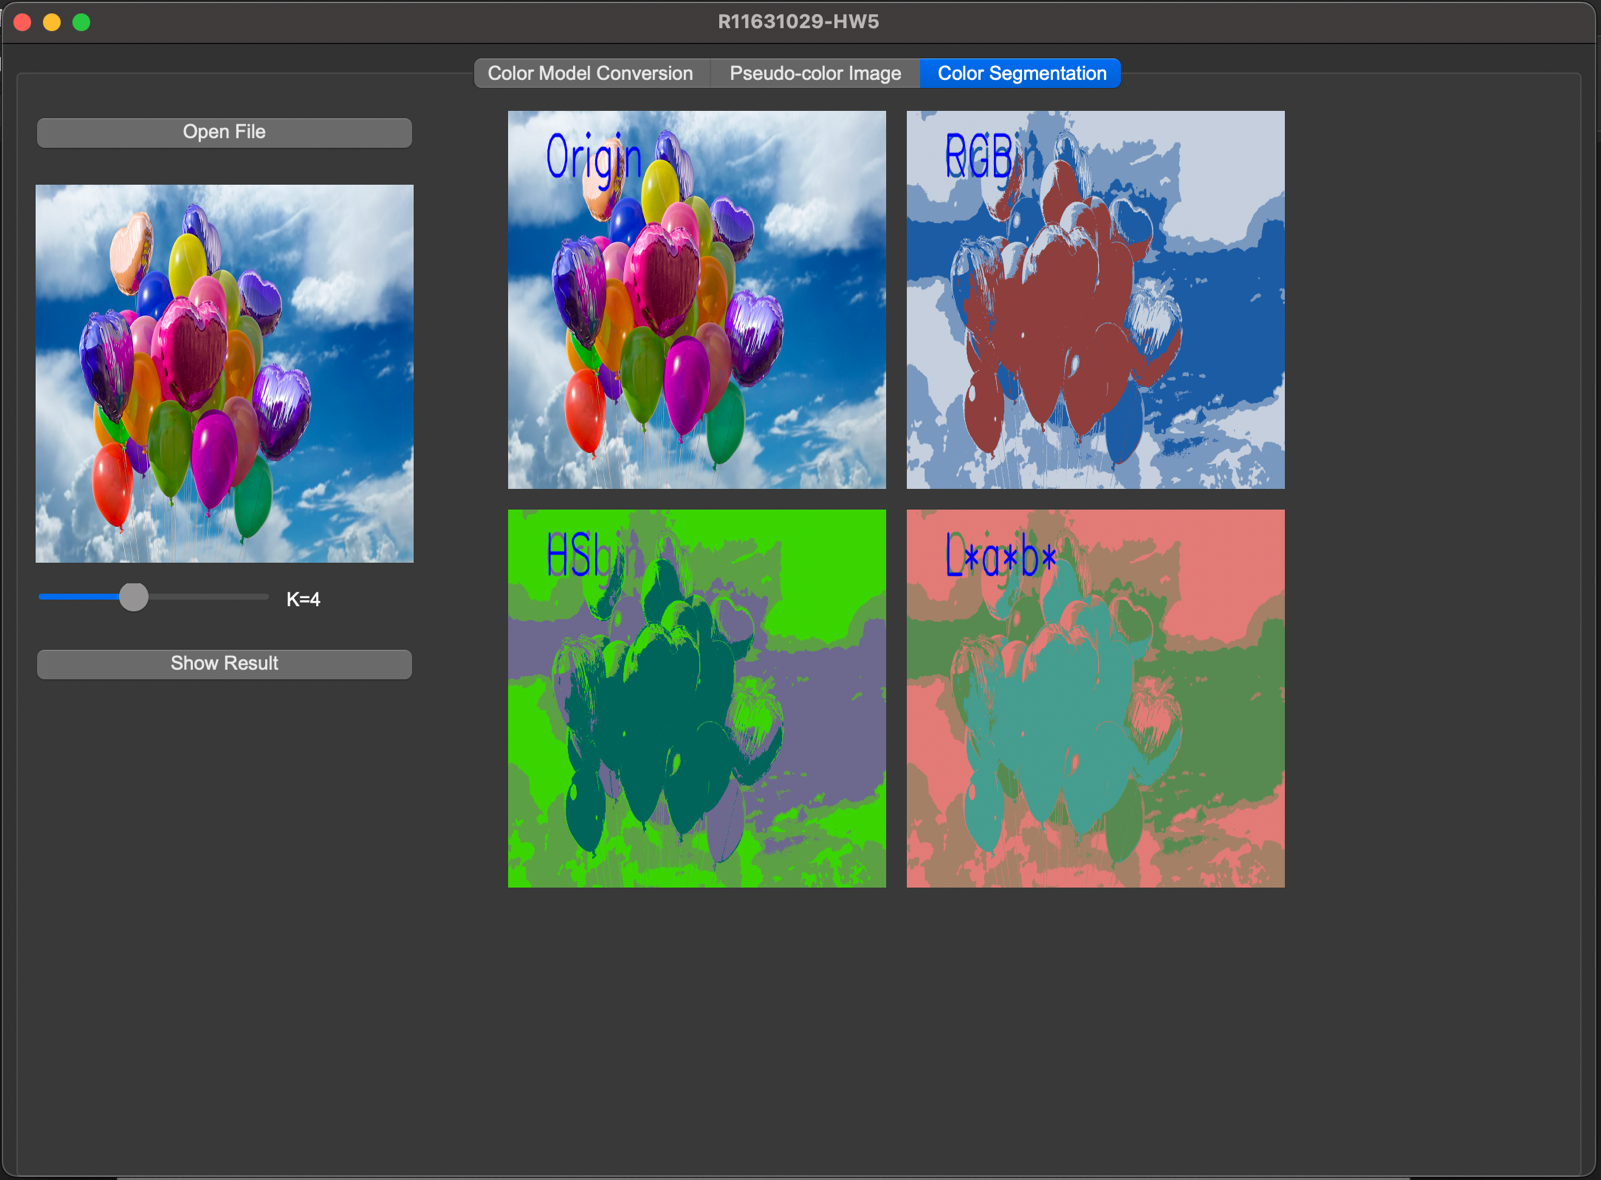 R11631029-HW5
Color Model Conversion
Pseudo-color Image
Color Segmentation
Open File
K=4
Show Result
Origin
RGB
HSI
L*a*b*